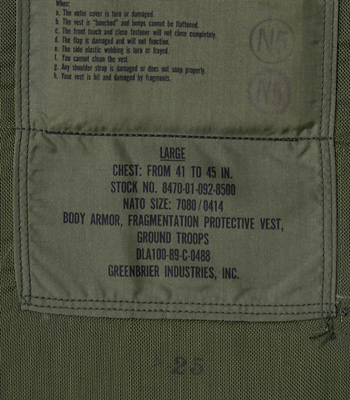 When:
a. The outer cover is torn or damaged.
b. The vest is "bunched" and lumps cannot be flattened.
c. The front touch and close fastener will not close completely.
d. The flap is damaged and will not function.
e. The side elastic webbing is torn or frayed.
f. You cannot clean the vest.
g. Any shoulder strap is damaged or does not snap properly.
h. Your vest is hit and damaged by fragments.
N5
N5
LARGE
CHEST: FROM 41 TO 45 IN.
STOCK NO. 8470-01-092-8500
NATO SIZE: 7080/0414
BODY ARMOR, FRAGMENTATION PROTECTIVE VEST,
GROUND TROOPS
DLA100-89-C-0488
GREENBRIER INDUSTRIES, INC.
25